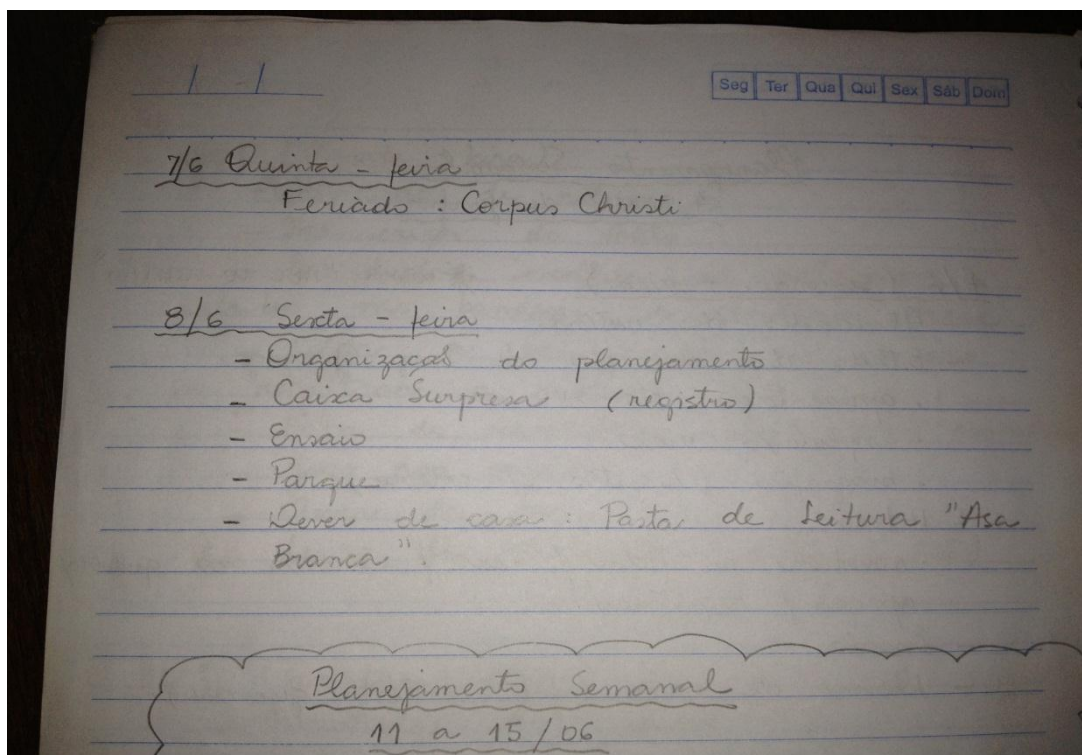 / /
Seg Ter Qua Qui Sex Sáb Dom
7/6 Quinta - feira
Feriado : Corpus Christi
8/6 Sexta - feira
- Organização do planejamento
- Caixa Surpresa (registro)
- Ensaio
- Parque
- Dever de casa : Pasta de Leitura "Asa
Branca".
Planejamento Semanal
11 a 15/06